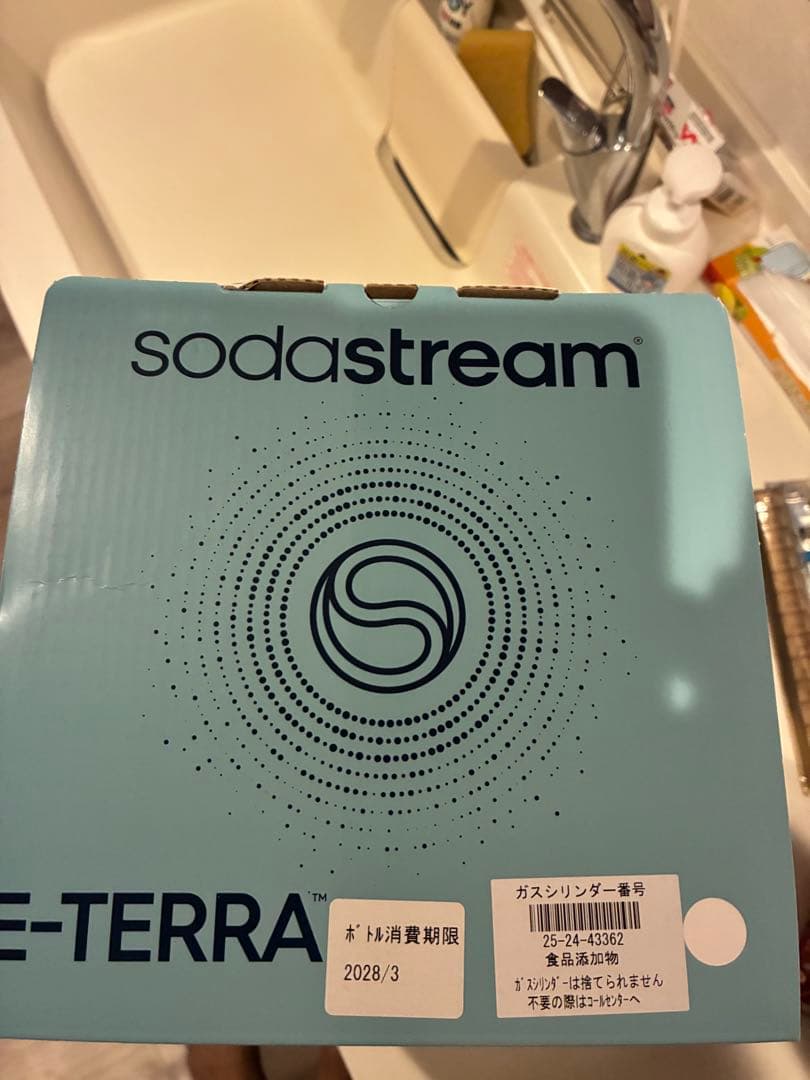 sodastream®
E-TERRA™
ボトル消費期限
2028/3
ガスシリンダー番号
25-24-43362
食品添加物
ガスシリンダーは捨てられません
不要の際はコールセンターへ